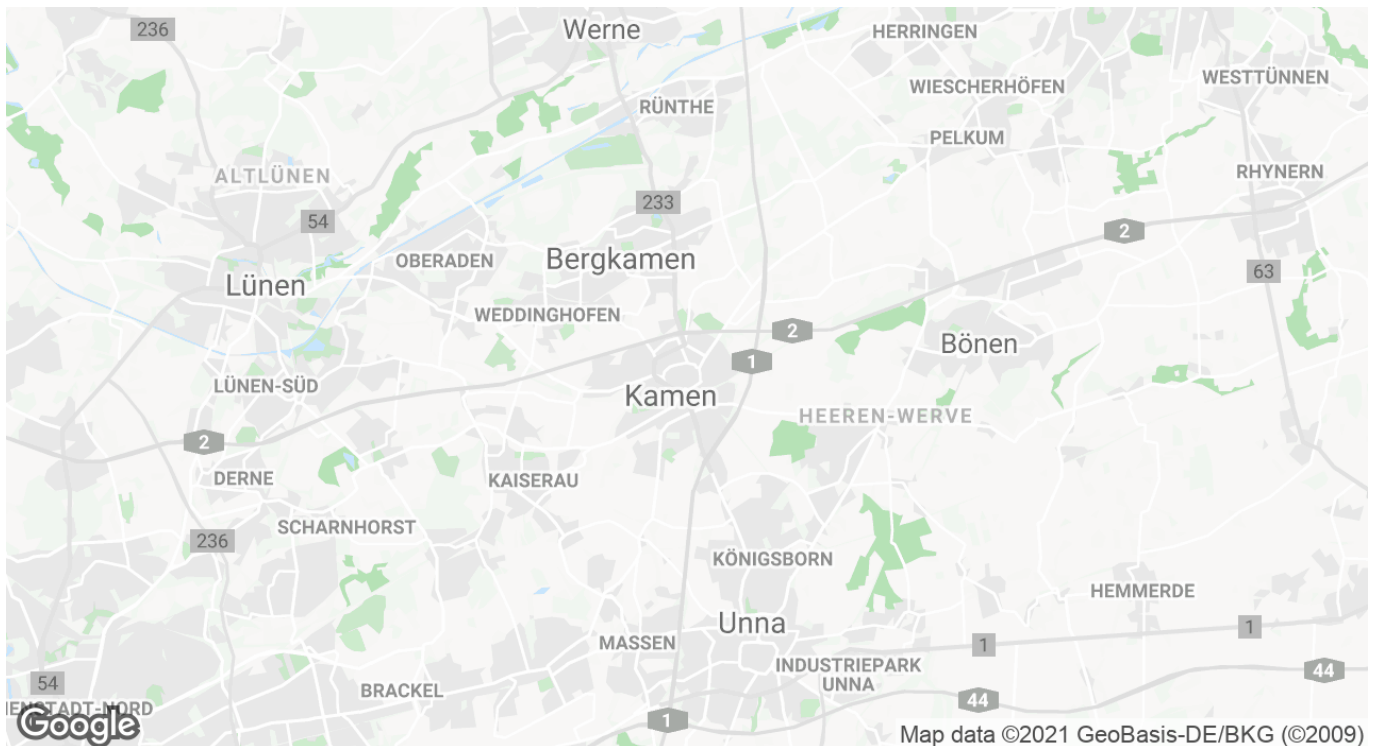 236
Werne
HERRINGEN
WESTTÜNNEN
WIESCHERHÖFEN
RÜNTHE
PELKUM
ALTLÜNEN
RHYNERN
233
54
2
OBERADEN
Bergkamen
63
Lünen
WEDDINGHOFEN
2
Bönen
1
LÜNEN-SÜD
Kamen
HEEREN-WERVE
2
DERNE
KAISERAU
SCHARNHORST
236
KÖNIGSBORN
HEMMERDE
Unna
1
MASSEN
1
INDUSTRIEPARK
UNNA
44
54
BRACKEL
44
ENSTADT-NORD
1
Google
Map data ©2021 GeoBasis-DE/BKG (©2009)